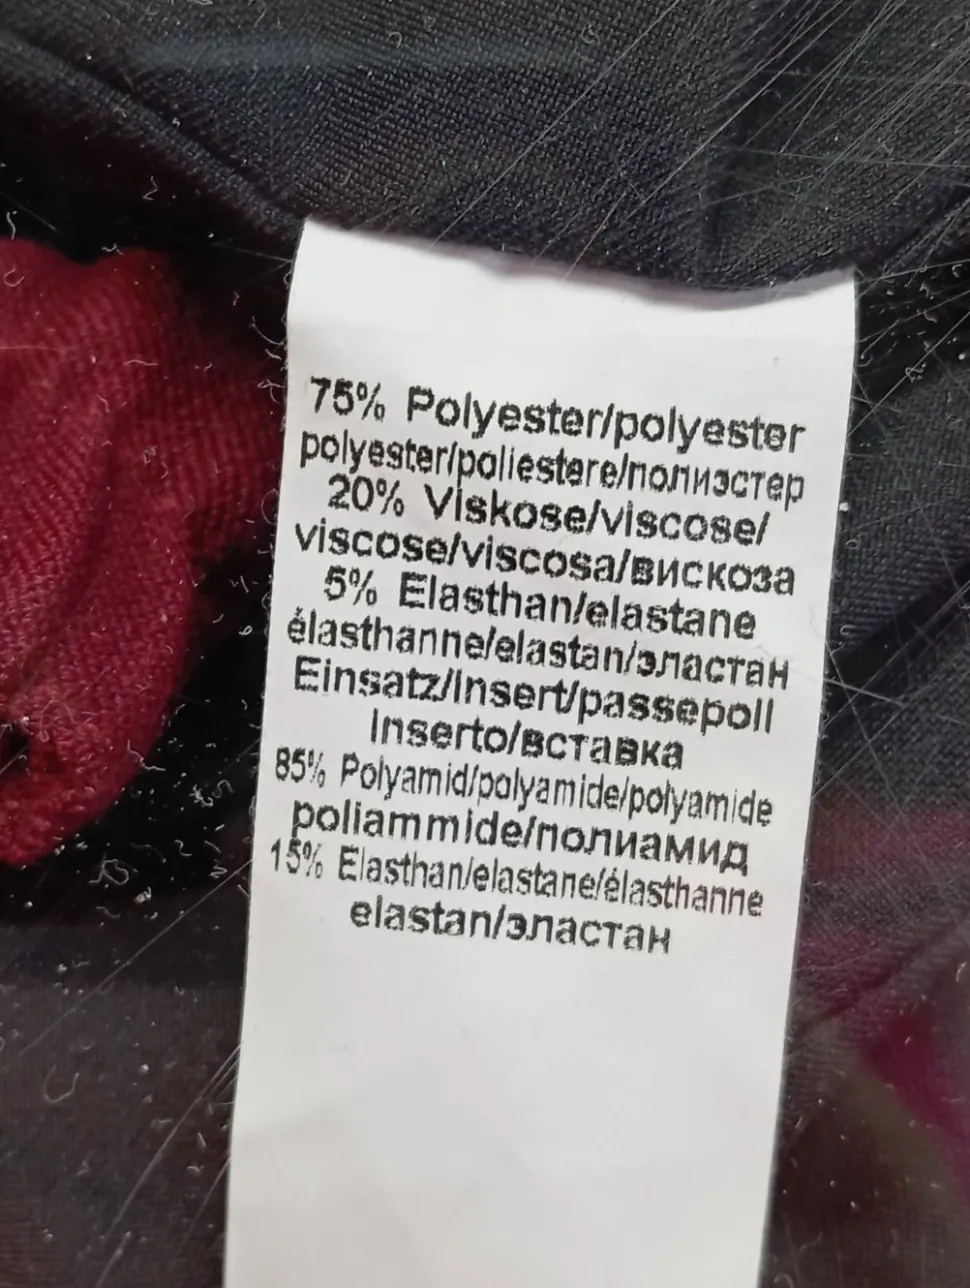 75% Polyester/polyester
polyester/poliestere/полиэстер
20% Viskose/viscose/
viscose/viscosa/вискоза
5% Elasthan/elastane
élasthanne/elastan/эластан
Einsatz/Insert/passepoll
Inserto/вставка
85% Polyamid/polyamide/polyamide
poliammide/полиамид
15% Elasthan/elastane/élasthanne
elastan/эластан